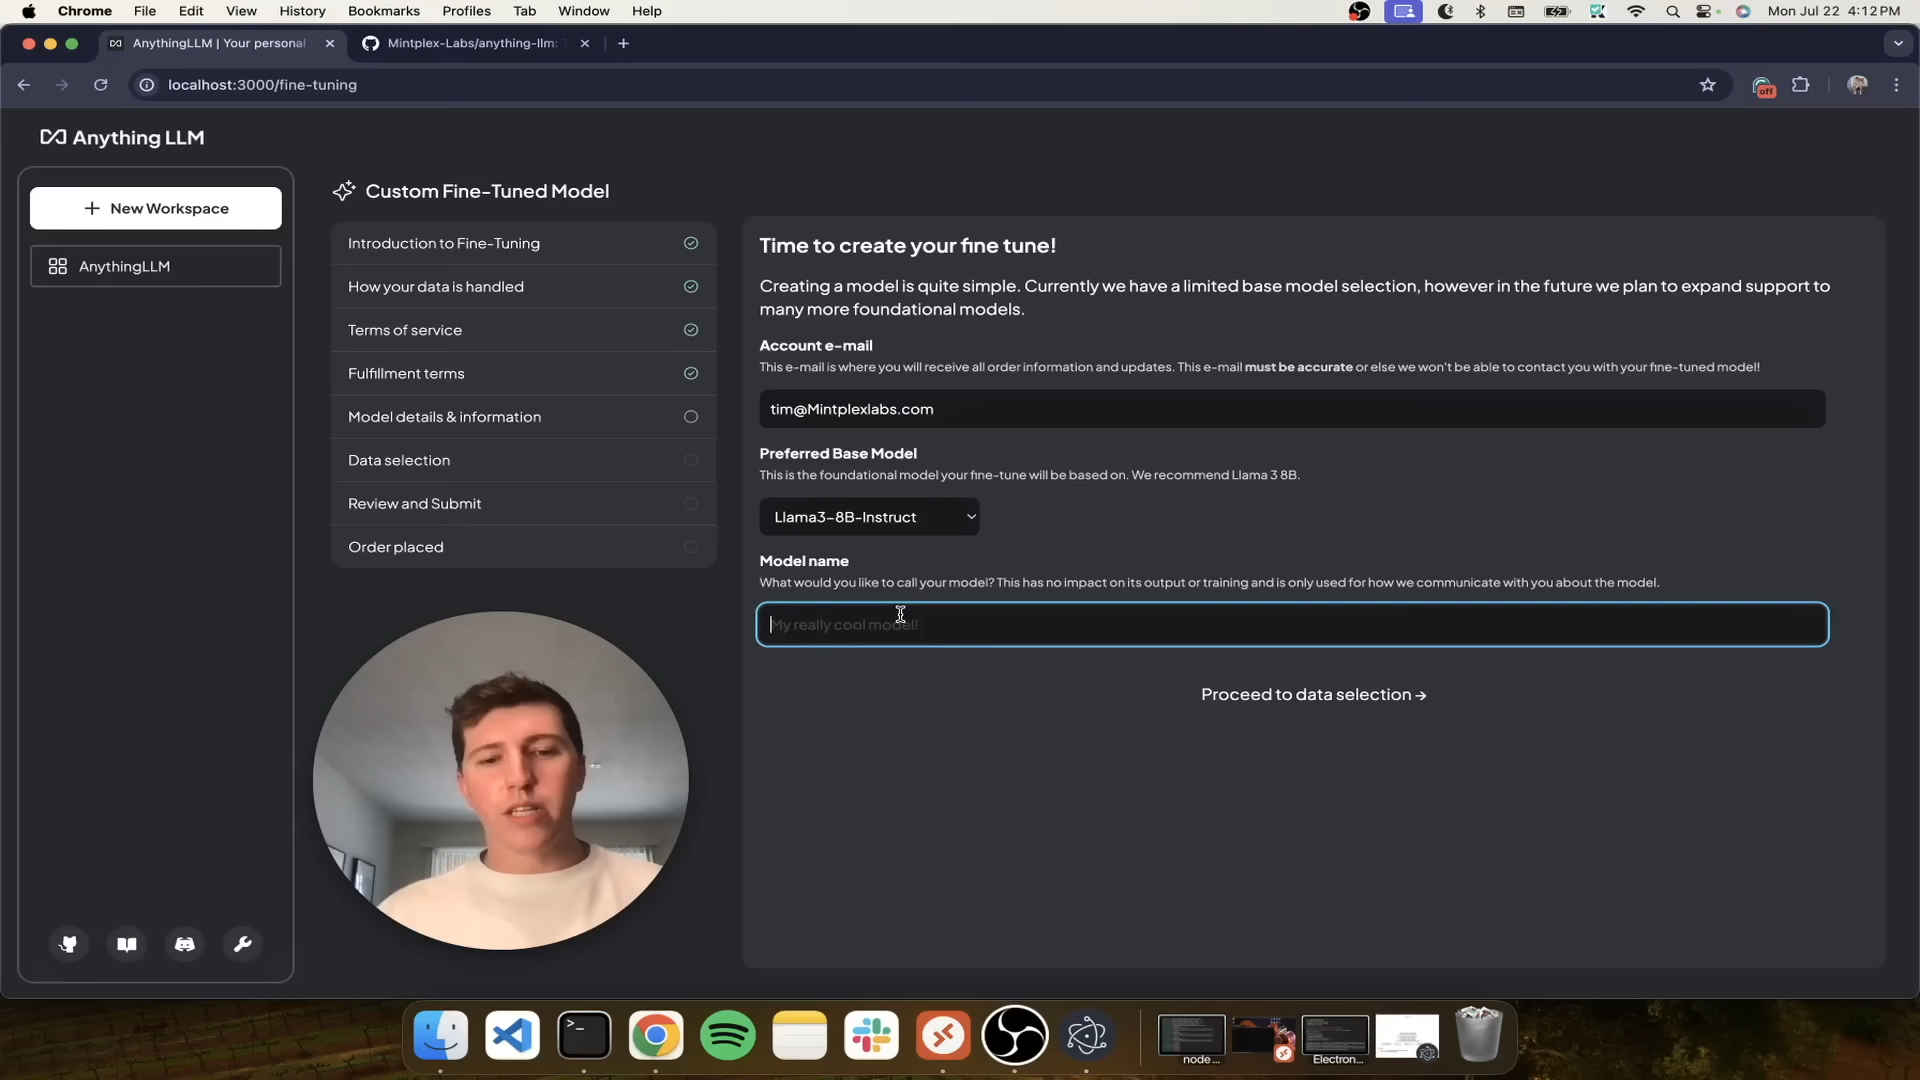 Chrome File Edit View History Bookmarks Profiles Tab Window Help Mon Jul 22 4:12 PM
AnythingLLM | Your personal Mintplex-Labs/anything-llm:
localhost:3000/fine-tuning
off
Anything LLM
New Workspace
AnythingLLM
Custom Fine-Tuned Model
Introduction to Fine-Tuning
How your data is handled
Terms of service
Fulfillment terms
Model details & information
Data selection
Review and Submit
Order placed
Time to create your fine tune!
Creating a model is quite simple. Currently we have a limited base model selection, however in the future we plan to expand support to
many more foundational models.
Account e-mail
This e-mail is where you will receive all order information and updates. This e-mail must be accurate or else we won't be able to contact you with your fine-tuned model!
tim@Mintplexlabs.com
Preferred Base Model
This is the foundational model your fine-tune will be based on. We recommend Llama 3 8B.
Llama3-8B-Instruct
Model name
What would you like to call your model? This has no impact on its output or training and is only used for how we communicate with you about the model.
My really cool model!
Proceed to data selection →
node ...
Electron...